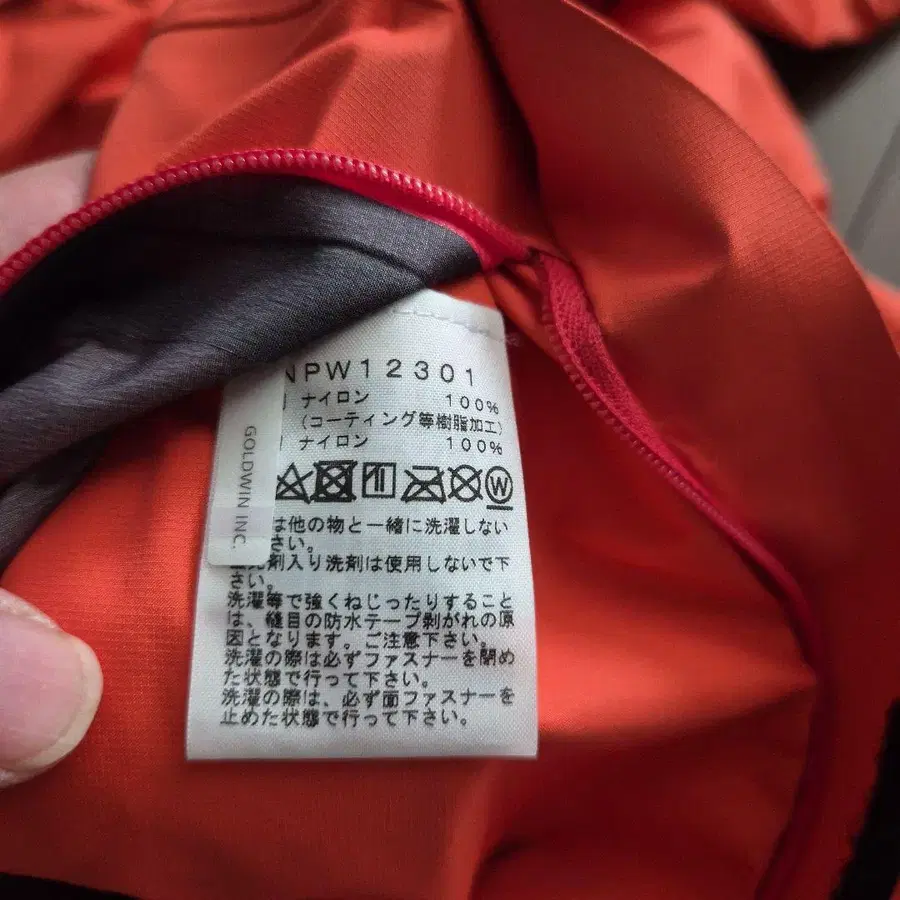 NPW12301
ナイロン 100%
(コーティング等樹脂加工)
ナイロン 100%
W
GOLDWIN INC.
は他の物と一緒に洗濯しない
さい。
剤入り洗剤は使用しないで下
さい。
洗濯等で強くねじったりすること
は、縫目の防水テープ剥がれの原
因となります。ご注意下さい。
洗濯の際は必ずファスナーを閉め
た状態で行って下さい。
洗濯の際は、必ず面ファスナーを
止めた状態で行って下さい。